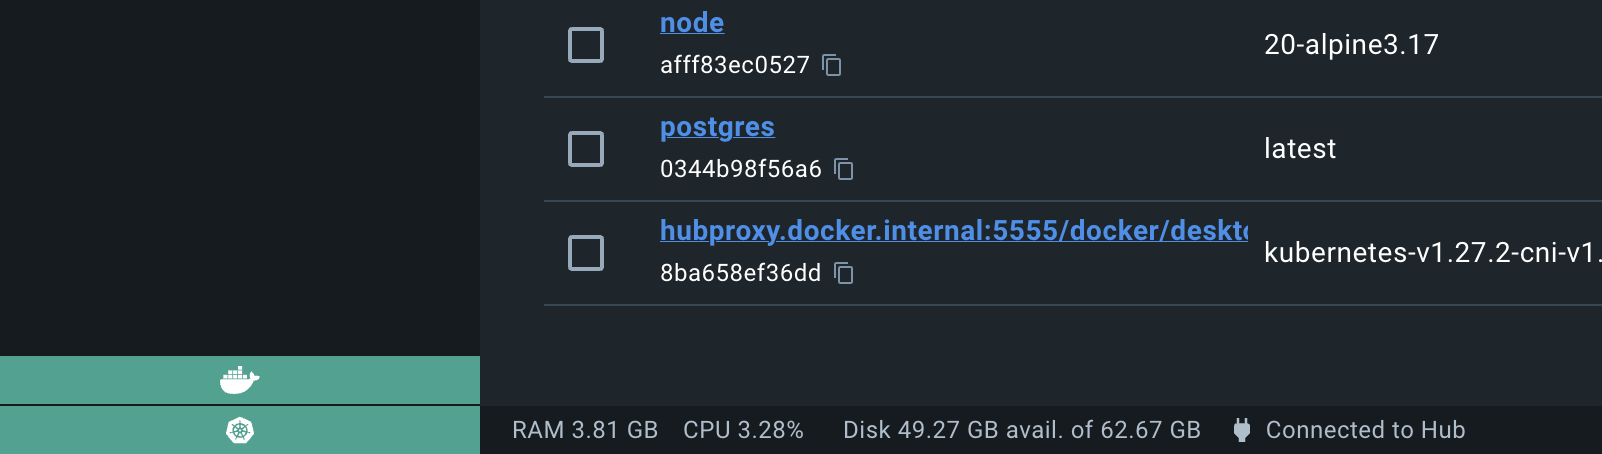 node
afff83ec0527
20-alpine3.17
postgres
0344b98f56a6
latest
hubproxy.docker.internal:5555/docker/deskt
8ba658ef36dd
kubernetes-v1.27.2-cni-v1.
RAM 3.81 GB CPU 3.28% Disk 49.27 GB avail. of 62.67 GB Connected to Hub